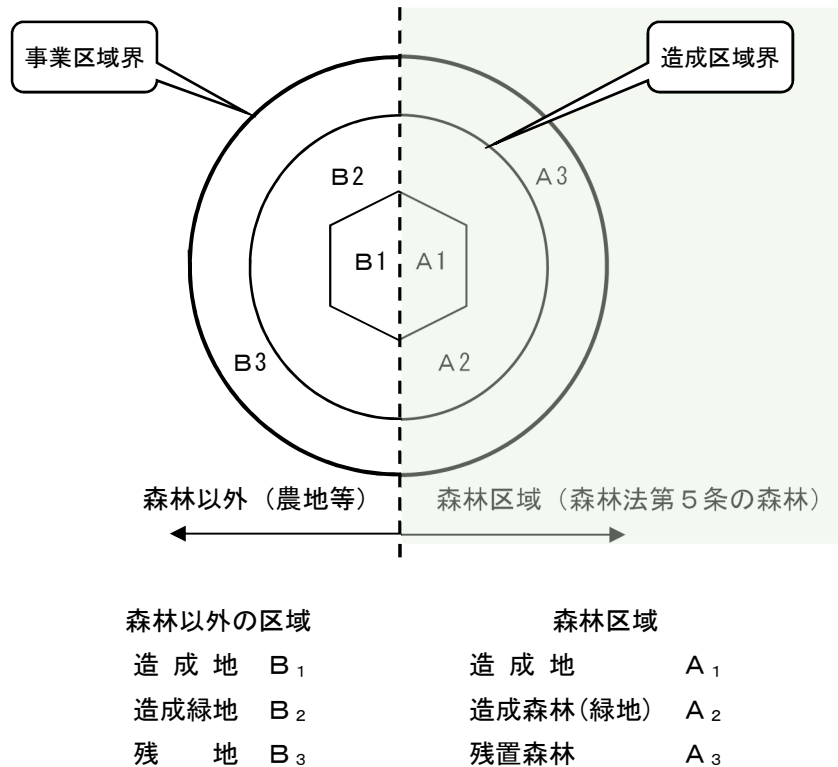 事業区域界
造成区域界
B2
A3
B1
A1
B3
A2
森林以外（農地等）
森林区域（森林法第５条の森林）
森林以外の区域
造 成 地 B₁
造成緑地 B₂
残 地 B₃
森林区域
造 成 地 A₁
造成森林(緑地) A₂
残置森林 A₃